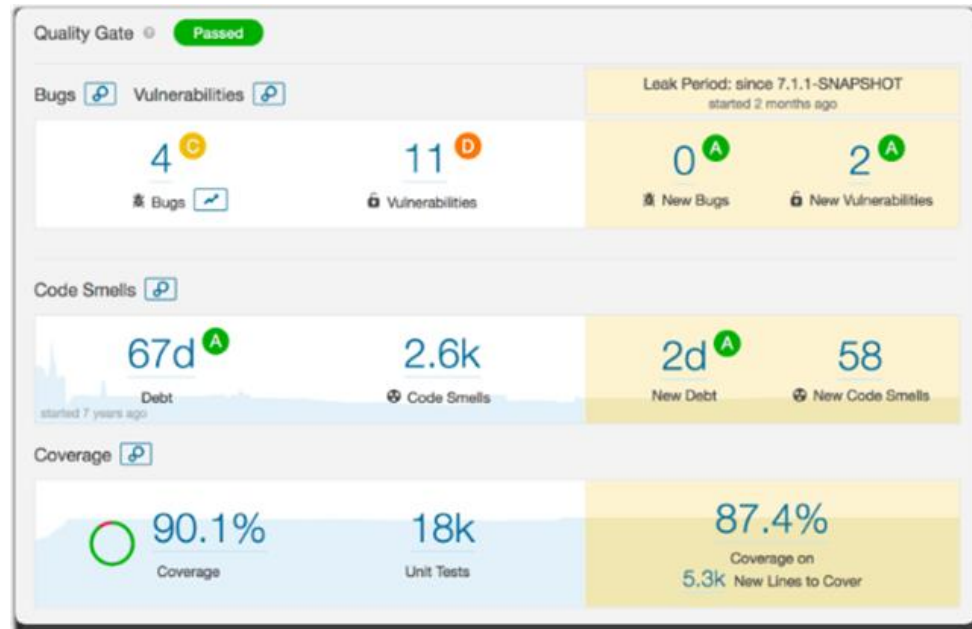 Quality Gate Passed
Bugs Vulnerabilities
Leak Period: since 7.1.1-SNAPSHOT
started 2 months ago
4 C
11 D
0 A
2 A
Bugs
Vulnerabilities
New Bugs
New Vulnerabilities
Code Smells
67d A
2.6k
2d A
58
Debt
Code Smells
New Debt
New Code Smells
started 7 years ago
Coverage
90.1%
18k
87.4%
Coverage
Unit Tests
Coverage on
5.3k New Lines to Cover